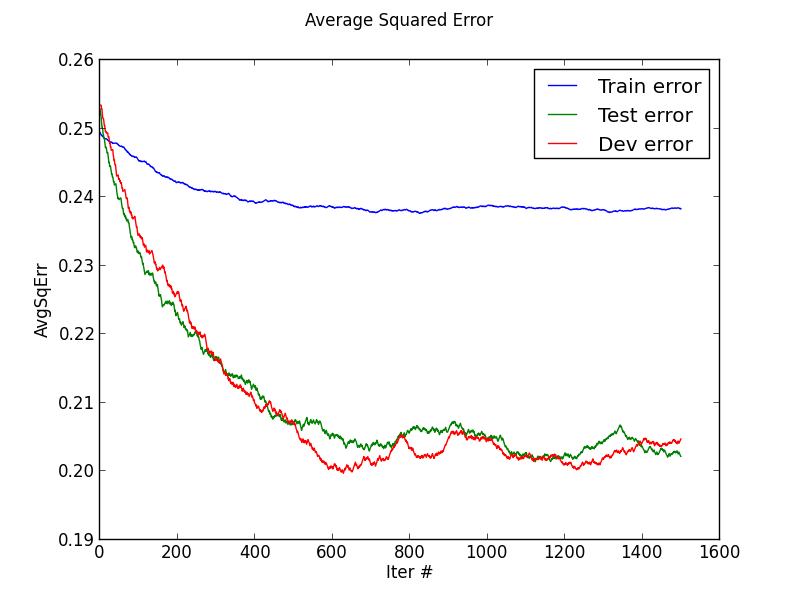 Average Squared Error
0.26
0.25
0.24
0.23
0.22
0.21
0.20
0.19
AvgSqErr
Train error
Test error
Dev error
0 200 400 600 800 1000 1200 1400 1600
Iter #